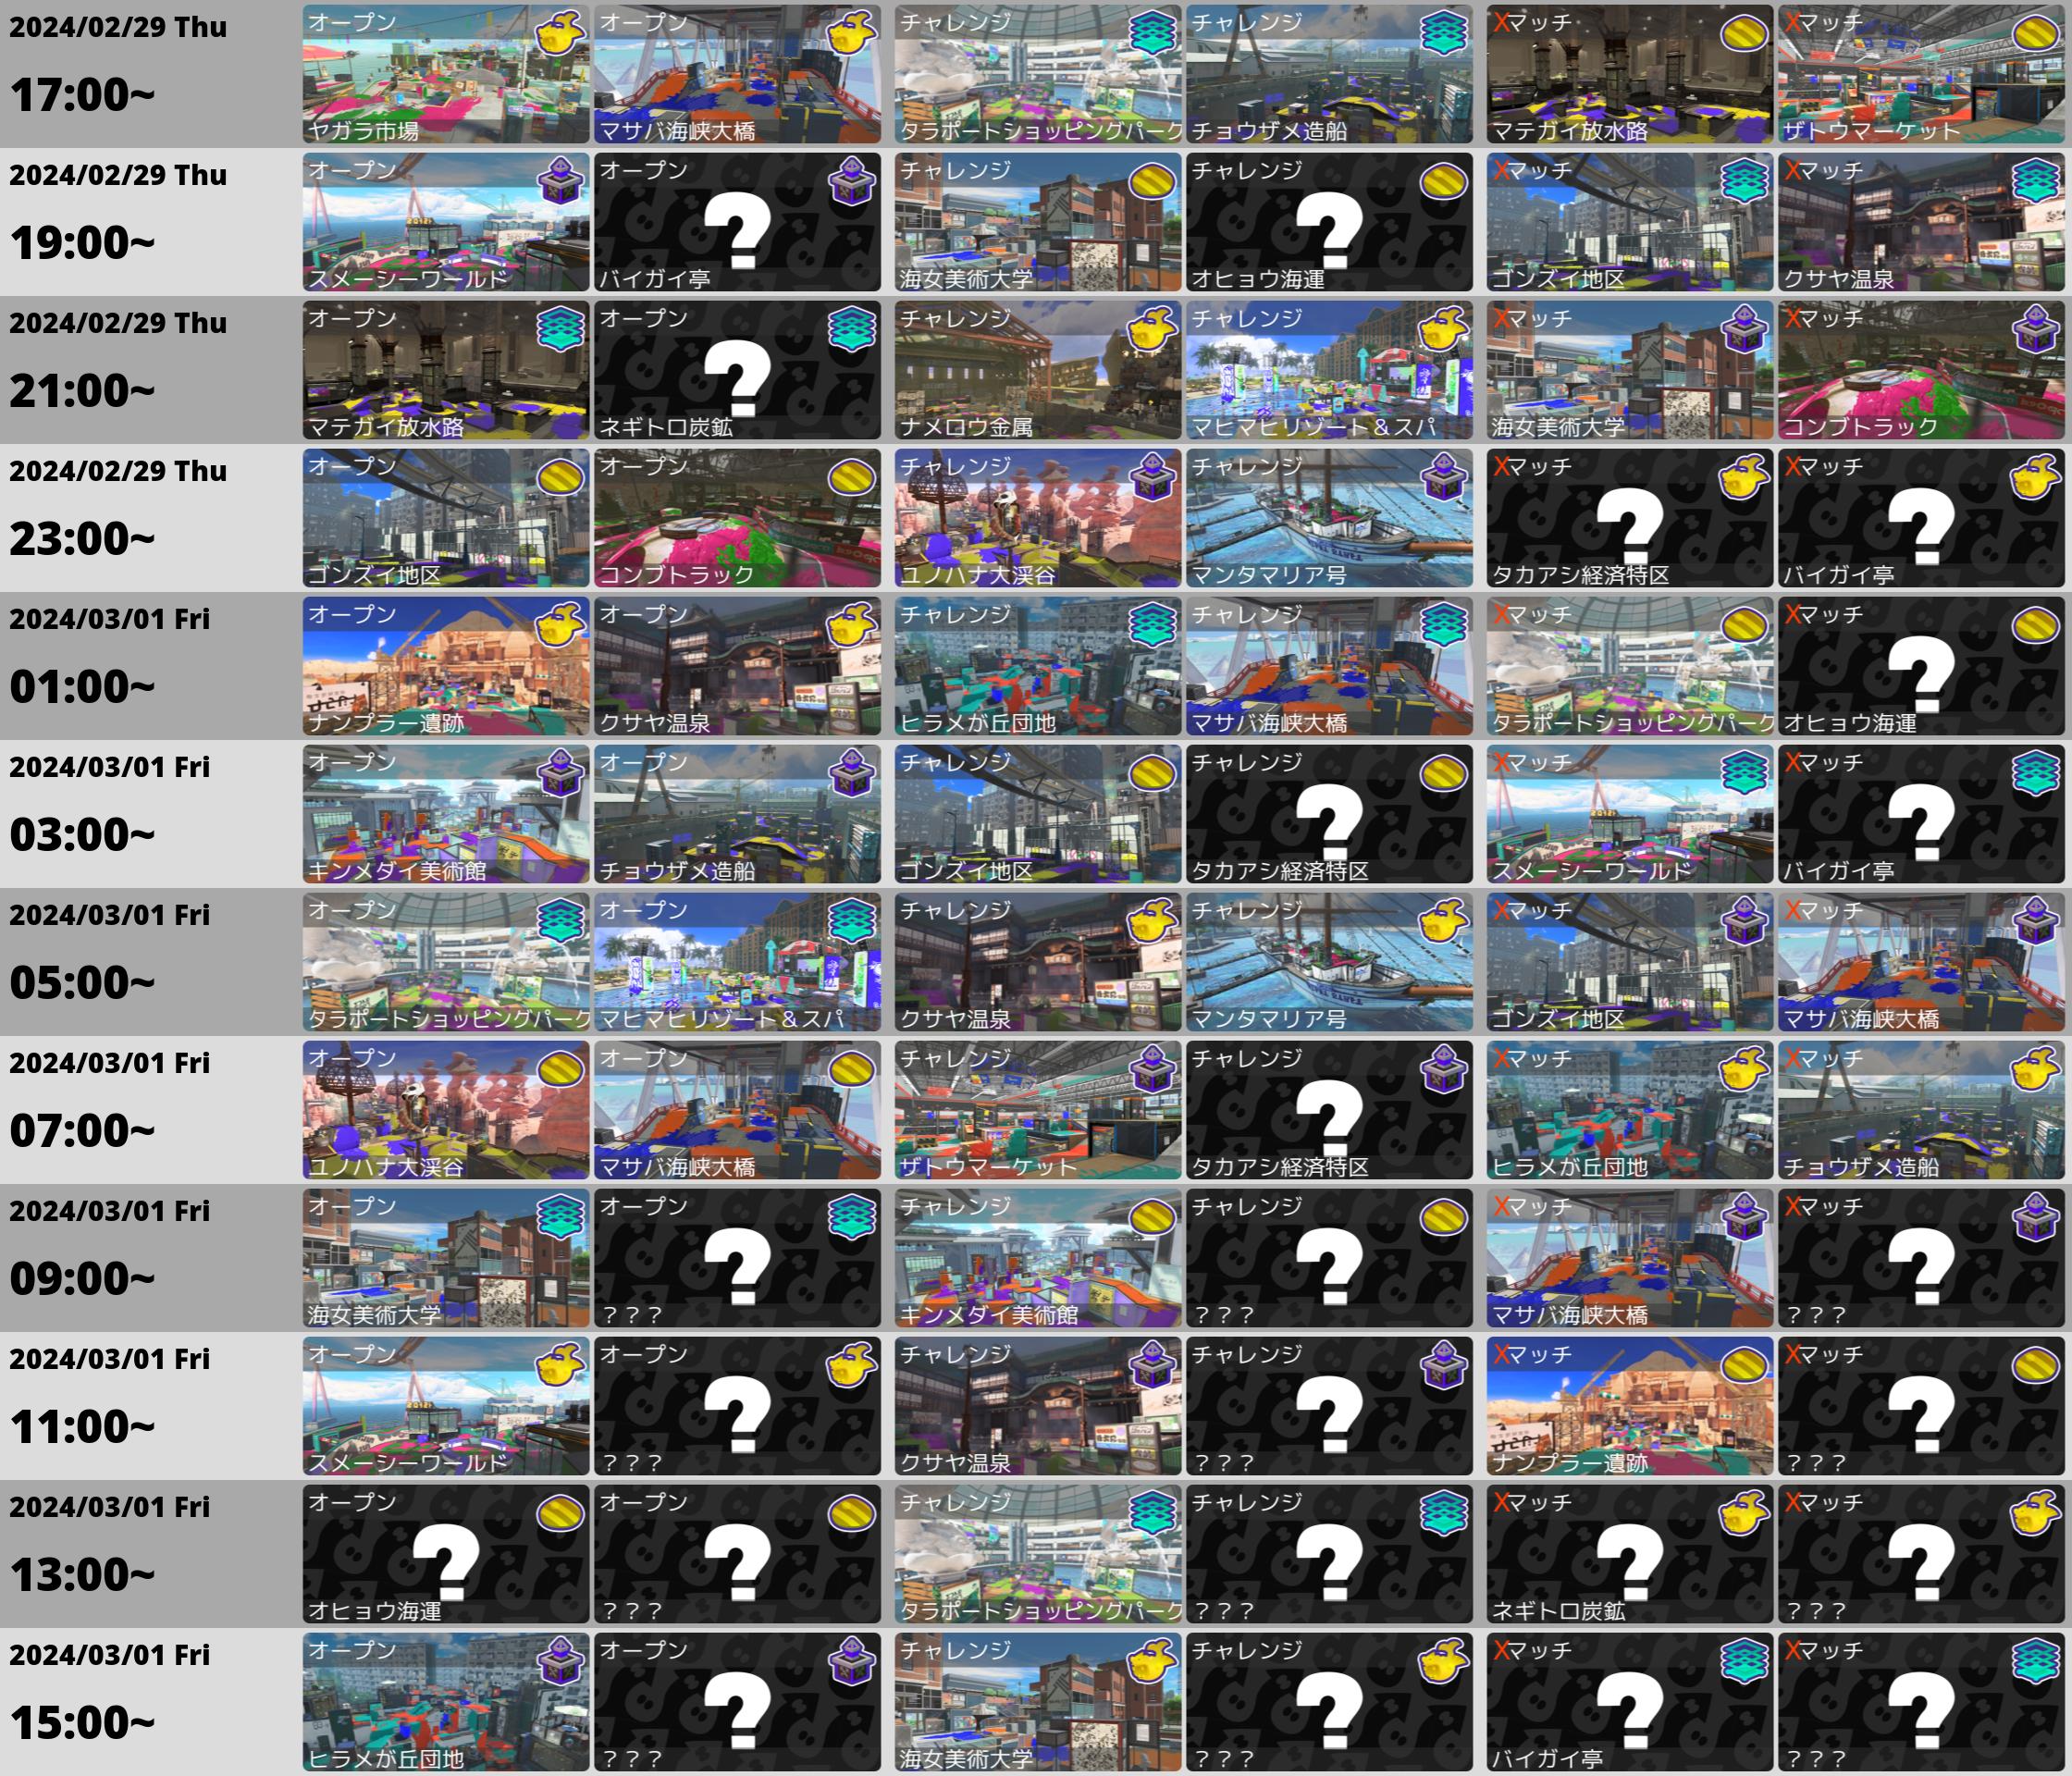 2024/02/29 Thu
17:00~
オープン
ヤガラ市場
オープン
マサバ海峡大橋
チャレンジ
タラポートショッピングパーク
チャレンジ
チョウザメ造船
Xマッチ
マテガイ放水路
Xマッチ
ザトウマーケット
2024/02/29 Thu
19:00~
オープン
スメーシーワールド
オープン
?
バイガイ亭
チャレンジ
海女美術大学
チャレンジ
?
オヒョウ海運
Xマッチ
ゴンズイ地区
Xマッチ
クサヤ温泉
2024/02/29 Thu
21:00~
オープン
マテガイ放水路
オープン
?
ネギトロ炭鉱
チャレンジ
ナメロウ金属
チャレンジ
マヒマヒリゾート＆スパ
Xマッチ
海女美術大学
Xマッチ
コンブトラック
2024/02/29 Thu
23:00~
オープン
ゴンズイ地区
オープン
コンブトラック
チャレンジ
ユノハナ大渓谷
チャレンジ
マンタマリア号
Xマッチ
?
タカアシ経済特区
Xマッチ
?
バイガイ亭
2024/03/01 Fri
01:00~
オープン
ナンプラー遺跡
オープン
クサヤ温泉
チャレンジ
ヒラメが丘団地
チャレンジ
マサバ海峡大橋
Xマッチ
タラポートショッピングパーク
Xマッチ
?
オヒョウ海運
2024/03/01 Fri
03:00~
オープン
キンメダイ美術館
オープン
チョウザメ造船
チャレンジ
ゴンズイ地区
チャレンジ
?
タカアシ経済特区
Xマッチ
スメーシーワールド
Xマッチ
?
バイガイ亭
2024/03/01 Fri
05:00~
オープン
タラポートショッピングパーク
オープン
マヒマヒリゾート＆スパ
チャレンジ
クサヤ温泉
チャレンジ
マンタマリア号
Xマッチ
ゴンズイ地区
Xマッチ
マサバ海峡大橋
2024/03/01 Fri
07:00~
オープン
ユノハナ大渓谷
オープン
マサバ海峡大橋
チャレンジ
ザトウマーケット
チャレンジ
?
タカアシ経済特区
Xマッチ
ヒラメが丘団地
Xマッチ
チョウザメ造船
2024/03/01 Fri
09:00~
オープン
海女美術大学
オープン
?
？？？
チャレンジ
キンメダイ美術館
チャレンジ
?
？？？
Xマッチ
マサバ海峡大橋
Xマッチ
?
？？？
2024/03/01 Fri
11:00~
オープン
スメーシーワールド
オープン
?
？？？
チャレンジ
クサヤ温泉
チャレンジ
?
？？？
Xマッチ
ナンプラー遺跡
Xマッチ
?
？？？
2024/03/01 Fri
13:00~
オープン
?
オヒョウ海運
オープン
?
？？？
チャレンジ
タラポートショッピングパーク
チャレンジ
?
？？？
Xマッチ
?
ネギトロ炭鉱
Xマッチ
?
？？？
2024/03/01 Fri
15:00~
オープン
ヒラメが丘団地
オープン
?
？？？
チャレンジ
海女美術大学
チャレンジ
?
？？？
Xマッチ
?
バイガイ亭
Xマッチ
?
？？？